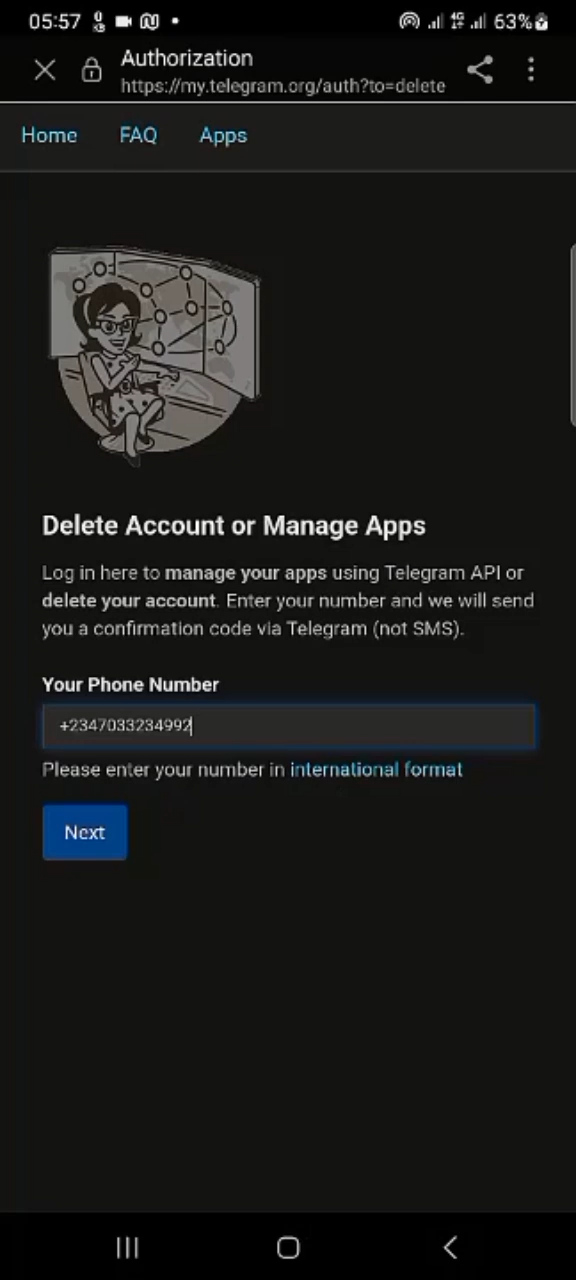 05:57 63%
Authorization
https://my.telegram.org/auth?to=delete
Home FAQ Apps
Delete Account or Manage Apps
Log in here to manage your apps using Telegram API or
delete your account. Enter your number and we will send
you a confirmation code via Telegram (not SMS).
Your Phone Number
+2347033234992
Please enter your number in international format
Next